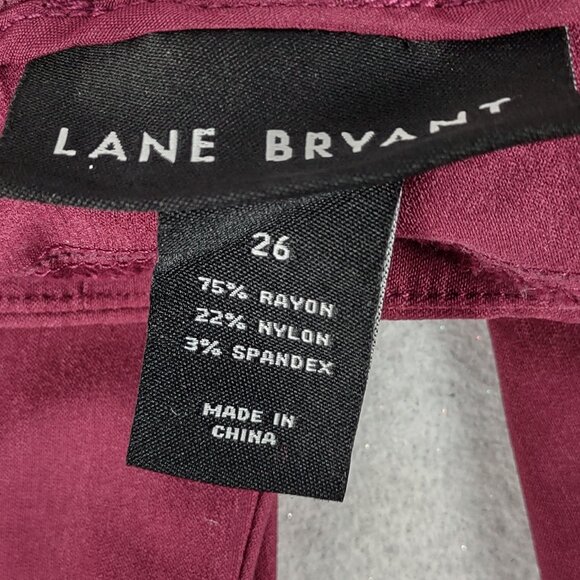 LANE BRYANT
26
75% RAYON
22% NYLON
3% SPANDEX
MADE IN
CHINA